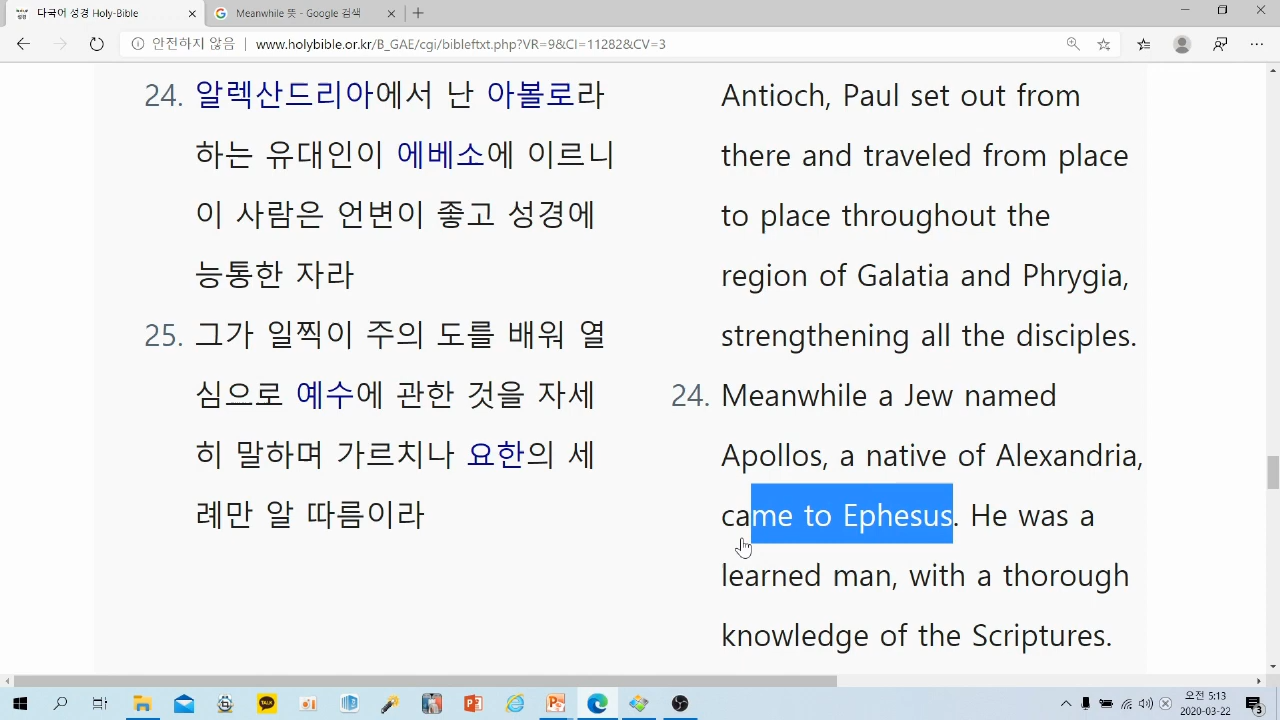 다국어 성경 Holy-Bible
Meanwhile 뜻 - Google 검색
안전하지 않음
www.holybible.or.kr/B_GAE/cgi/bibleftxt.php?VR=9&CI=11282&CV=3
24. 알렉산드리아에서 난 아볼로라
하는 유대인이 에베소에 이르니
이 사람은 언변이 좋고 성경에
능통한 자라
25. 그가 일찍이 주의 도를 배워 열
심으로 예수에 관한 것을 자세
히 말하며 가르치나 요한의 세
례만 알 따름이라
Antioch, Paul set out from
there and traveled from place
to place throughout the
region of Galatia and Phrygia,
strengthening all the disciples.
24. Meanwhile a Jew named
Apollos, a native of Alexandria,
came to Ephesus. He was a
learned man, with a thorough
knowledge of the Scriptures.
TALK
오전 5:13
2020-03-22
3